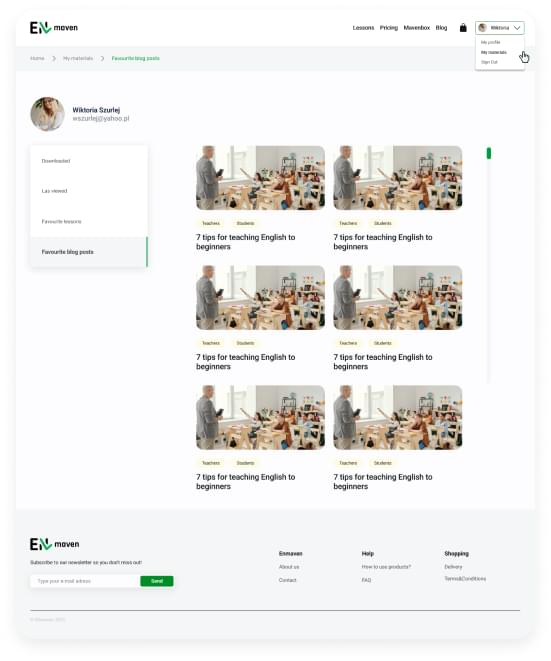 EN maven
Lessons Pricing Mavenbox Blog Wiktoria
My profile
My materials
Sign Out
Home > My materials > Favourite blog posts
Wiktoria Szurlej
wszurlej@yahoo.pl
Downloaded
Las viewed
Favourite lessons
Favourite blog posts
Teachers Students
7 tips for teaching English to
beginners
Teachers Students
7 tips for teaching English to
beginners
Teachers Students
7 tips for teaching English to
beginners
Teachers Students
7 tips for teaching English to
beginners
Teachers Students
7 tips for teaching English to
beginners
Teachers Students
7 tips for teaching English to
beginners
EN maven
Subscribe to our newsletter so you don't miss out!
Type your e-mail adress
Send
Enmaven
About us
Contact
Help
How to use products?
FAQ
Shopping
Delivery
Terms&Conditions